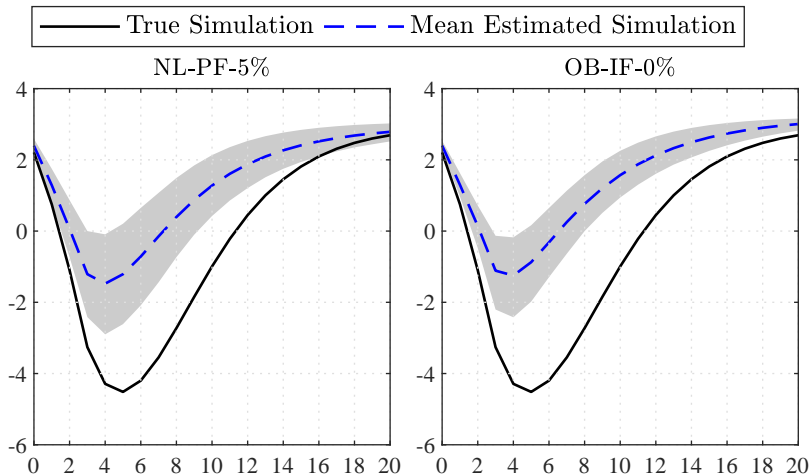 True Simulation Mean Estimated Simulation
NL-PF-5% OB-IF-0%
4 4
2 2
0 0
-2 -2
-4 -4
-6 -6
0 2 4 6 8 10 12 14 16 18 20 0 2 4 6 8 10 12 14 16 18 20